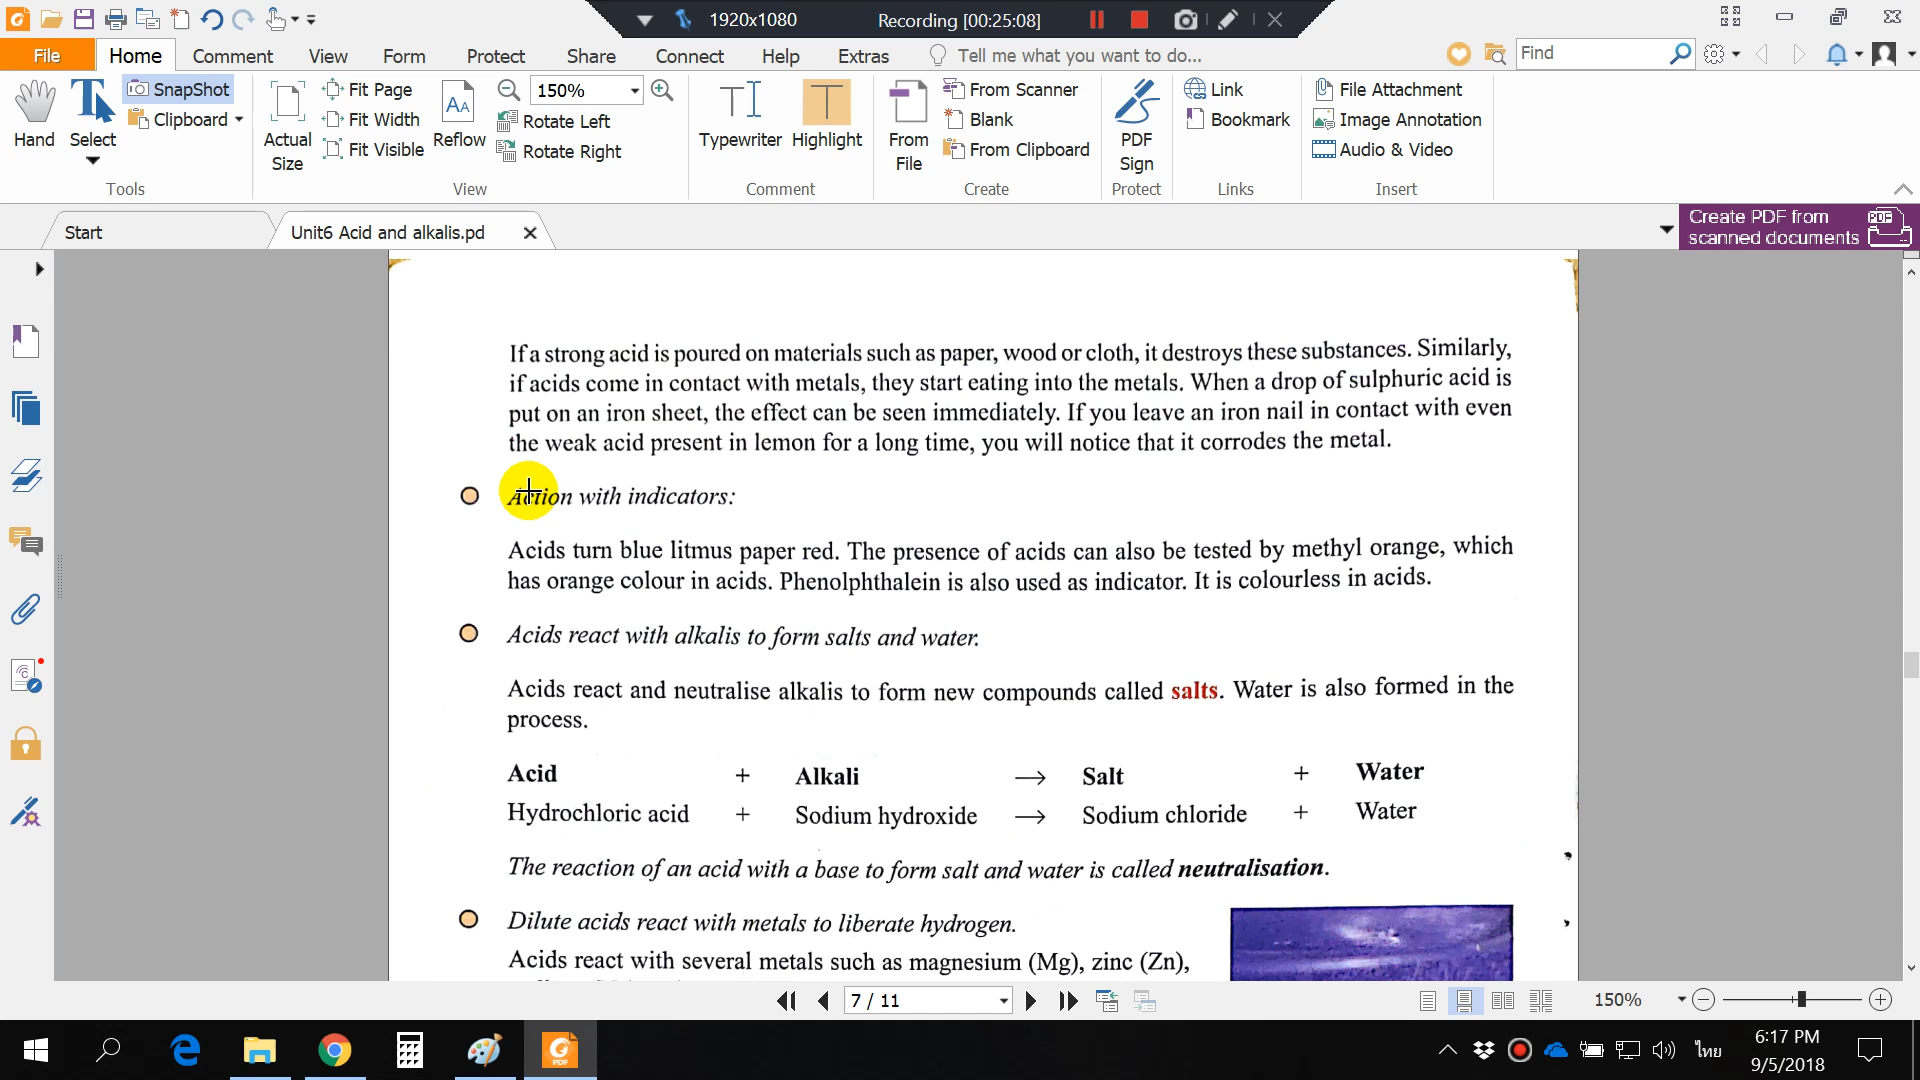 1920x1080
Recording [00:25:08]
File Home Comment View Form Protect Share Connect Help Extras Tell me what you want to do... Find
Hand
Select
SnapShot
Clipboard
Tools
Actual Size
Fit Page
Fit Width
Fit Visible
Reflow
150%
Rotate Left
Rotate Right
View
Typewriter
Highlight
Comment
From File
From Scanner
Blank
From Clipboard
Create
PDF Sign
Protect
Link
Bookmark
Links
File Attachment
Image Annotation
Audio & Video
Insert
Start
Unit6 Acid and alkalis.pd
Create PDF from
scanned documents
PDF
If a strong acid is poured on materials such as paper, wood or cloth, it destroys these substances. Similarly,
if acids come in contact with metals, they start eating into the metals. When a drop of sulphuric acid is
put on an iron sheet, the effect can be seen immediately. If you leave an iron nail in contact with even
the weak acid present in lemon for a long time, you will notice that it corrodes the metal.
Action with indicators:
Acids turn blue litmus paper red. The presence of acids can also be tested by methyl orange, which
has orange colour in acids. Phenolphthalein is also used as indicator. It is colourless in acids.
Acids react with alkalis to form salts and water.
Acids react and neutralise alkalis to form new compounds called salts. Water is also formed in the
process.
Acid + Alkali → Salt + Water
Hydrochloric acid + Sodium hydroxide → Sodium chloride + Water
The reaction of an acid with a base to form salt and water is called neutralisation.
Dilute acids react with metals to liberate hydrogen.
Acids react with several metals such as magnesium (Mg), zinc (Zn),
7 / 11
150%
PDF
ไทย
6:17 PM
9/5/2018